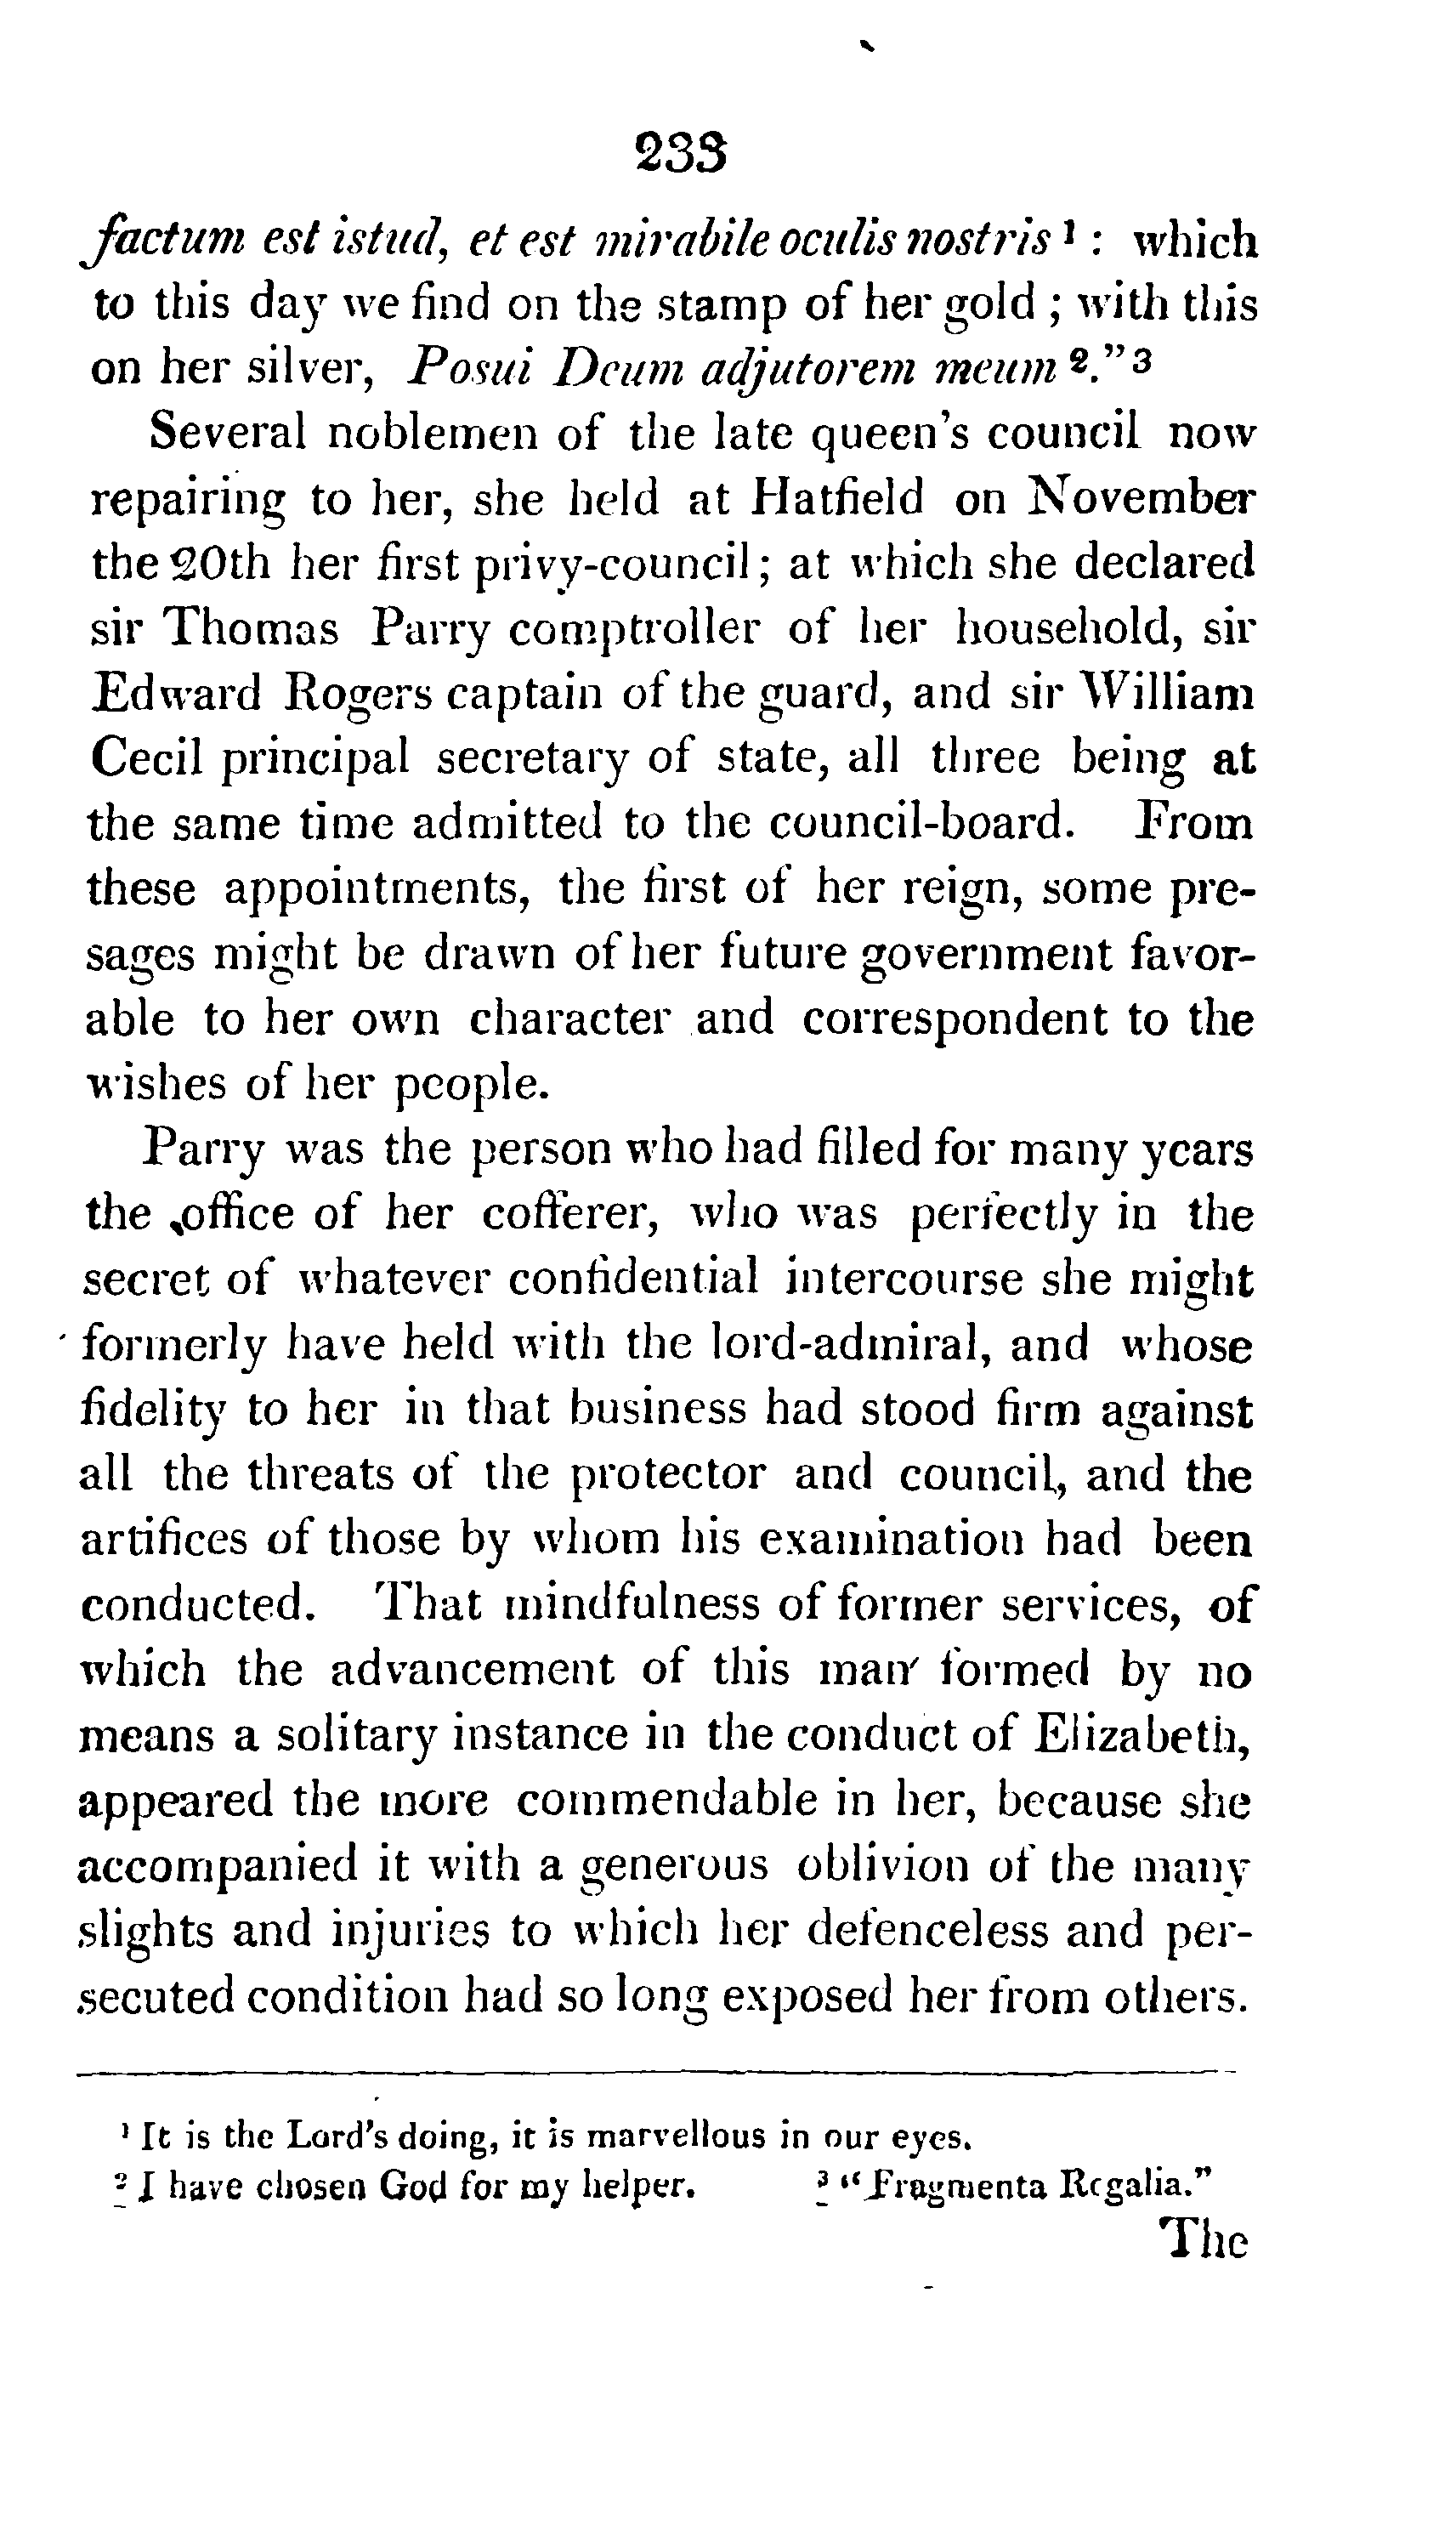 233
factum est istud, et est mirabile oculis nostris ¹ : which
to this day we find on the stamp of her gold ; with this
on her silver, Posui Deum adjutorem meum ²." ³
Several noblemen of the late queen's council now
repairing to her, she held at Hatfield on November
the 20th her first privy-council; at which she declared
sir Thomas Parry comptroller of her household, sir
Edward Rogers captain of the guard, and sir William
Cecil principal secretary of state, all three being at
the same time admitted to the council-board. From
these appointments, the first of her reign, some pre-
sages might be drawn of her future government favor-
able to her own character and correspondent to the
wishes of her people.
Parry was the person who had filled for many years
the office of her cofferer, who was perfectly in the
secret of whatever confidential intercourse she might
formerly have held with the lord-admiral, and whose
fidelity to her in that business had stood firm against
all the threats of the protector and council, and the
artifices of those by whom his examination had been
conducted. That mindfulness of former services, of
which the advancement of this man formed by no
means a solitary instance in the conduct of Elizabeth,
appeared the more commendable in her, because she
accompanied it with a generous oblivion of the many
slights and injuries to which her defenceless and per-
secuted condition had so long exposed her from others.
¹ It is the Lord's doing, it is marvellous in our eyes.
² I have chosen God for my helper. ³ "Fragmenta Regalia."
The